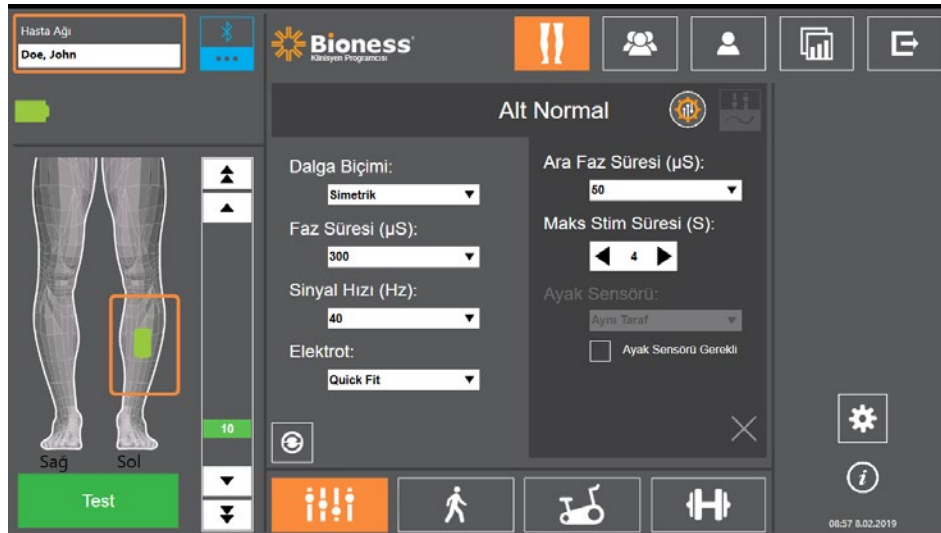 Hasta Ağı
Doe, John
Bioness
Klinisyen Programcısı
Alt Normal
Dalga Biçimi:
Simetrik
Faz Süresi (µS):
300
Sinyal Hızı (Hz):
40
Elektrot:
Quick Fit
Ara Faz Süresi (µS):
50
Maks Stim Süresi (S):
4
Ayak Sensörü:
Aynı Taraf
Ayak Sensörü Gerekli
10
Sağ
Sol
Test
08:57 8.02.2019